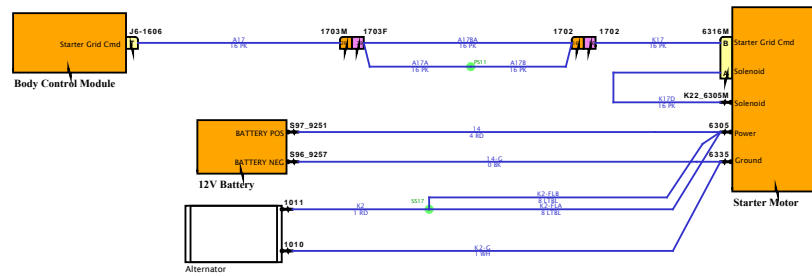 J6-1606
1703M
1703F
1702
1702
6316M
Starter Grid Cmd
A17
16 PK
A17BA
16 PK
K17
16 PK
B
Starter Grid Cmd
A17A
16 PK
PS11
A17B
16 PK
A
Solenoid
Body Control Module
K22_6305M
K17D
16 PK
Solenoid
S97_9251
6305
BATTERY POS
14
4 RD
Power
S96_9257
6335
BATTERY NEG
14-G
0 BK
Ground
12V Battery
Starter Motor
K2-FLB
8 LTBL
SS17
1011
K2
1 RD
K2-FLA
8 LTBL
1010
K2-G
1 WH
Alternator